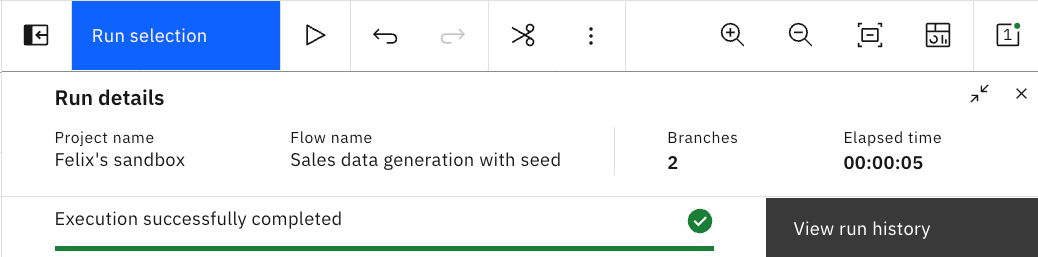 Run selection
1
Run details
Project name Flow name Branches Elapsed time
Felix's sandbox Sales data generation with seed 2 00:00:05
Execution successfully completed
View run history